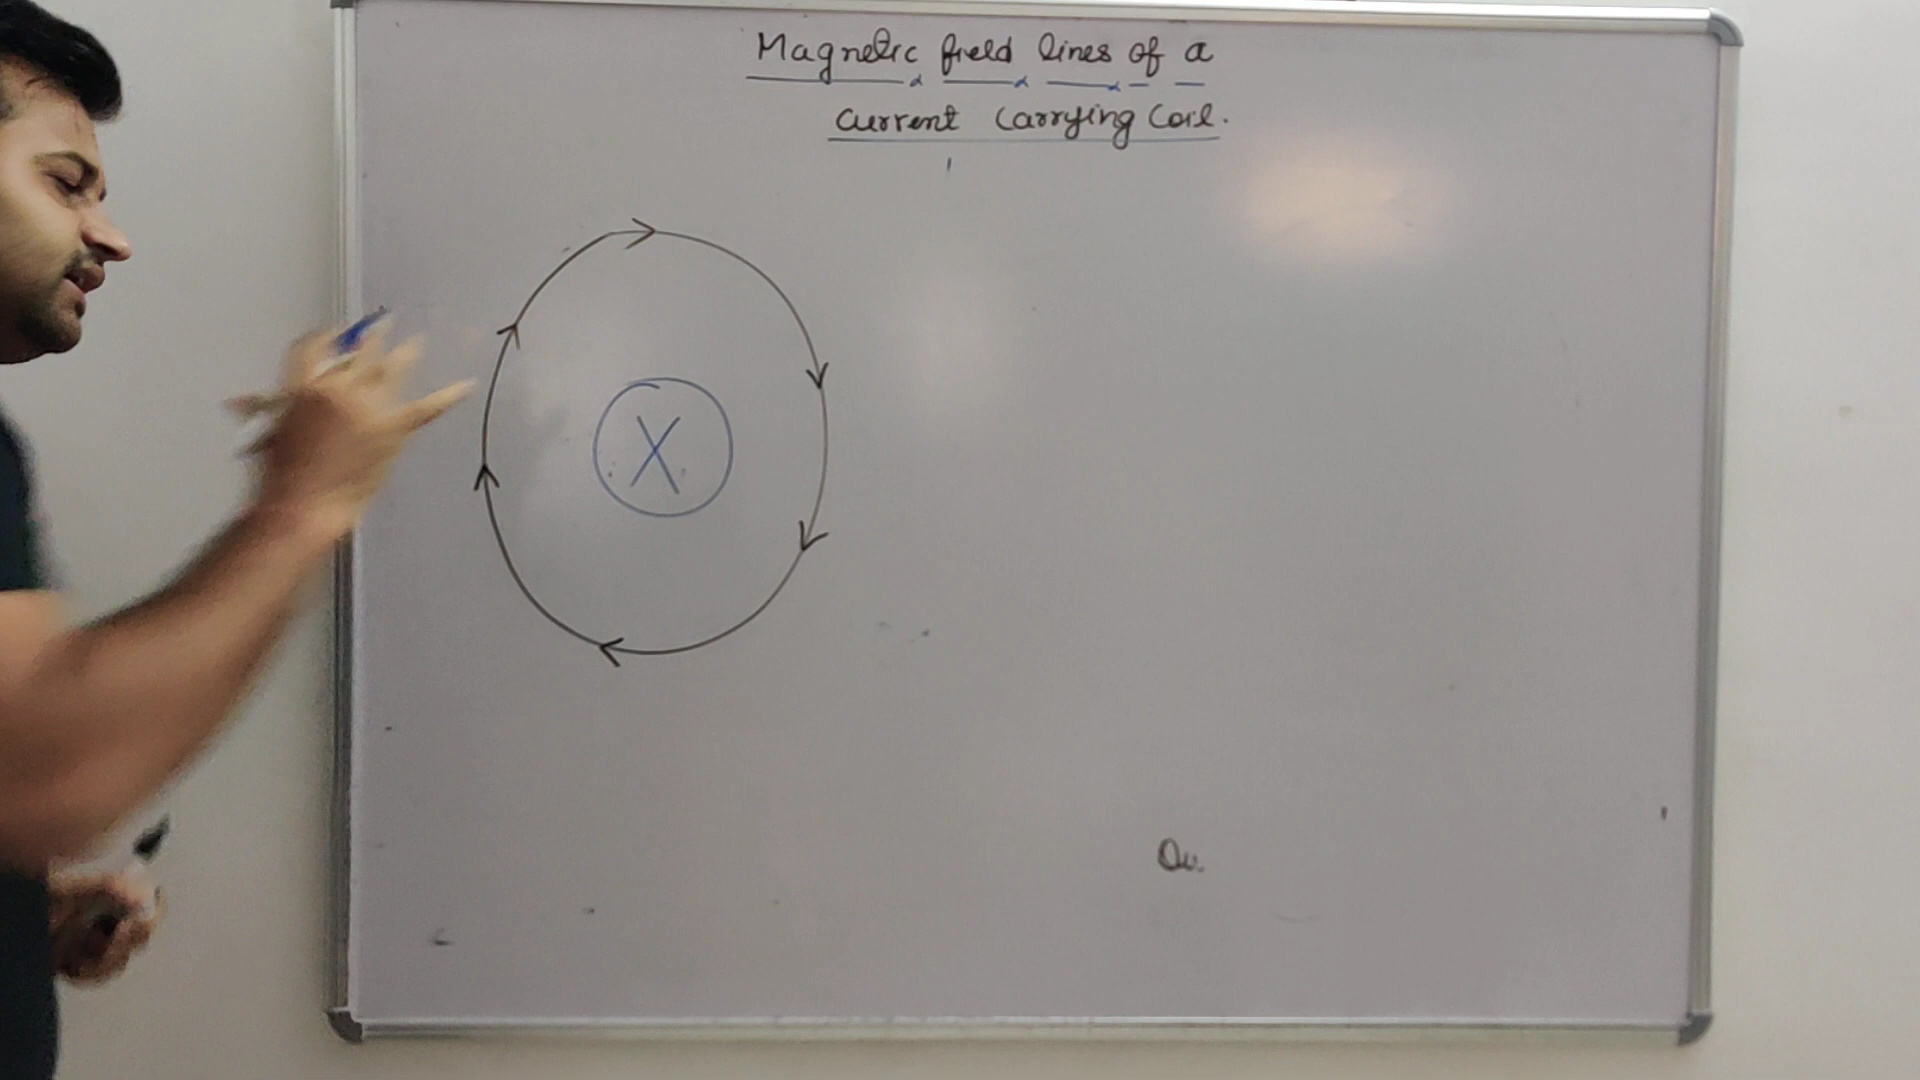 Magnetic field lines of a
current Carrying Coil.
X